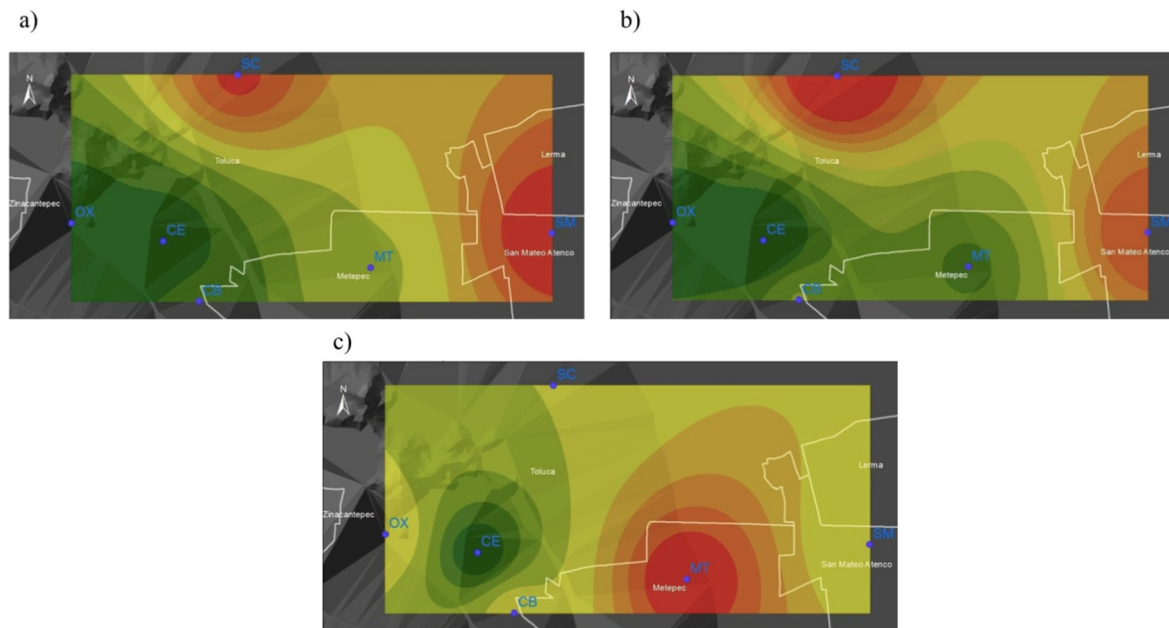 a)
b)
N
SC
Toluca
Lerma
Zinacantepec
OX
CE
SM
San Mateo Atenco
MT
Metepec
CB
N
SC
Toluca
Lerma
Zinacantepec
OX
CE
SM
San Mateo Atenco
MT
Metepec
CB
c)
N
SC
Toluca
Lerma
Zinacantepec
OX
CE
SM
San Mateo Atenco
MT
Metepec
CB